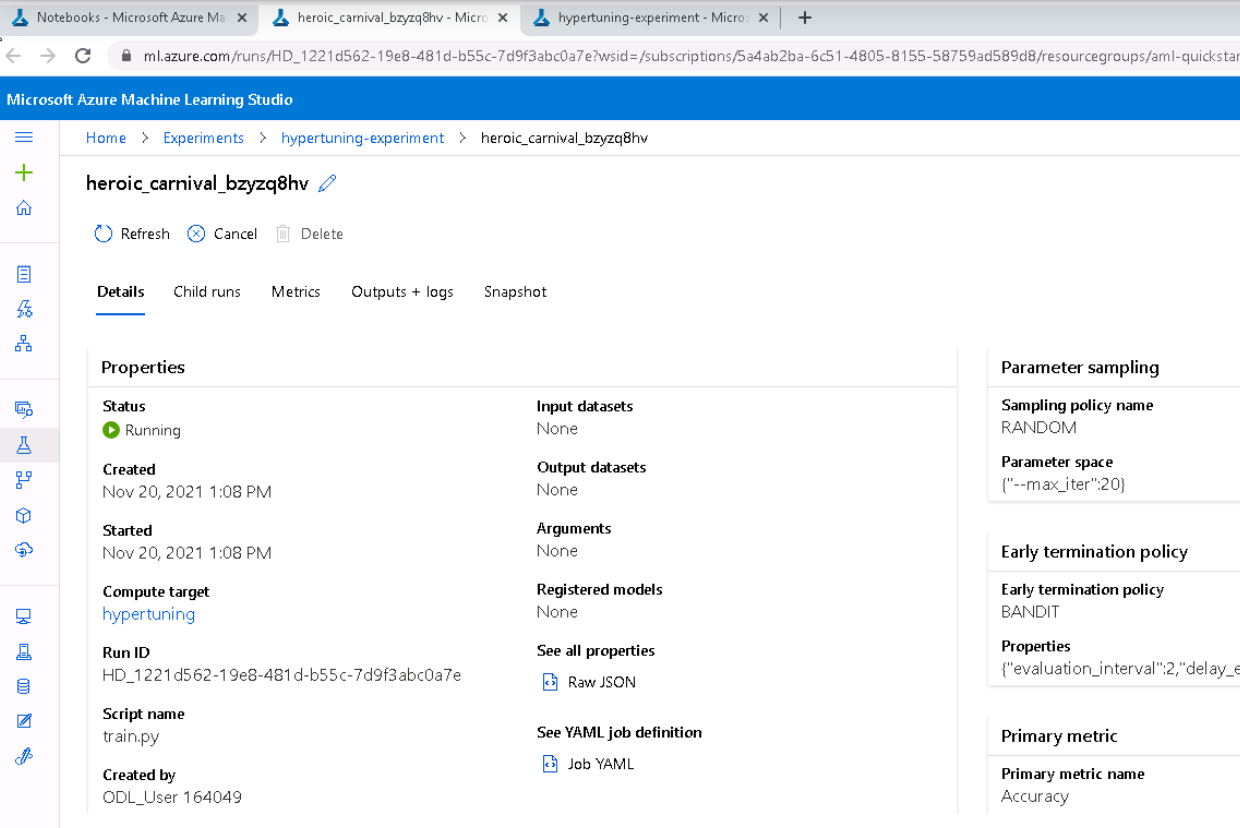 Notebooks - Microsoft Azure Ma
heroic_carnival_bzyzq8hv - Micro
hypertuning-experiment - Micro
ml.azure.com/runs/HD_1221d562-19e8-481d-b55c-7d9f3abc0a7e?wsid=/subscriptions/5a4ab2ba-6c51-4805-8155-58759ad589d8/resourcegroups/aml-quickstar
Microsoft Azure Machine Learning Studio
Home > Experiments > hypertuning-experiment > heroic_carnival_bzyzq8hv
heroic_carnival_bzyzq8hv
Refresh Cancel Delete
Details Child runs Metrics Outputs + logs Snapshot
Properties
Status
Running
Created
Nov 20, 2021 1:08 PM
Started
Nov 20, 2021 1:08 PM
Compute target
hypertuning
Run ID
HD_1221d562-19e8-481d-b55c-7d9f3abc0a7e
Script name
train.py
Created by
ODL_User 164049
Input datasets
None
Output datasets
None
Arguments
None
Registered models
None
See all properties
Raw JSON
See YAML job definition
Job YAML
Parameter sampling
Sampling policy name
RANDOM
Parameter space
{"--max_iter":20}
Early termination policy
Early termination policy
BANDIT
Properties
{"evaluation_interval":2,"delay_e
Primary metric
Primary metric name
Accuracy